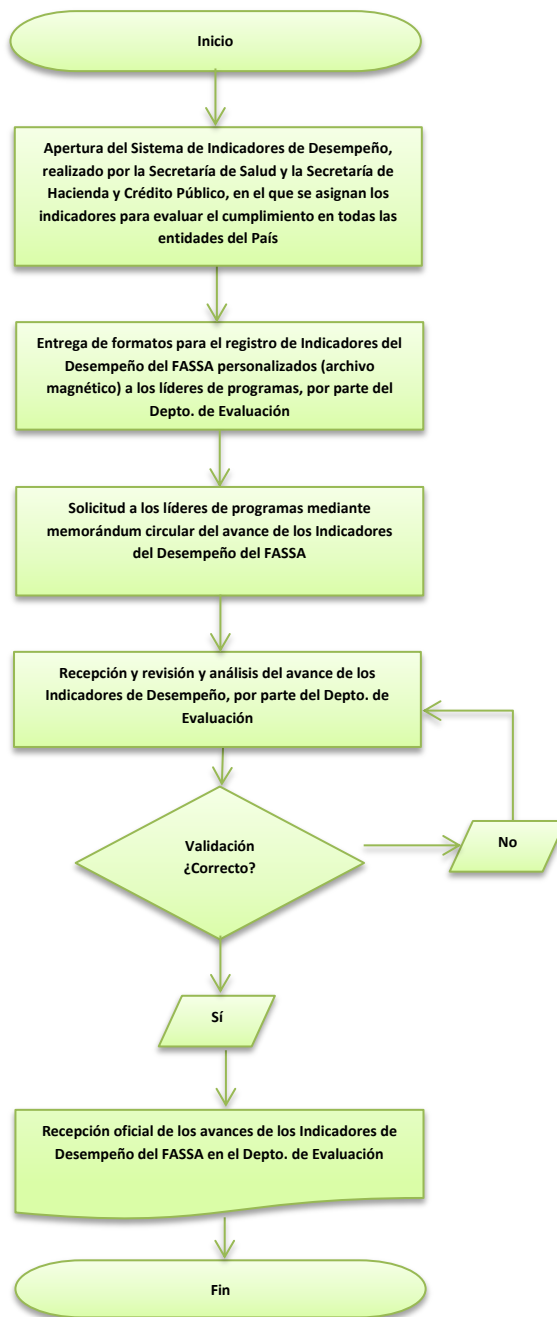 Inicio
Apertura del Sistema de Indicadores de Desempeño,
realizado por la Secretaría de Salud y la Secretaría de
Hacienda y Crédito Público, en el que se asignan los
indicadores para evaluar el cumplimiento en todas las
entidades del País
Entrega de formatos para el registro de Indicadores del
Desempeño del FASSA personalizados (archivo
magnético) a los líderes de programas, por parte del
Depto. de Evaluación
Solicitud a los líderes de programas mediante
memorándum circular del avance de los Indicadores
del Desempeño del FASSA
Recepción y revisión y análisis del avance de los
Indicadores de Desempeño, por parte del Depto. de
Evaluación
Validación
¿Correcto?
No
Sí
Recepción oficial de los avances de los Indicadores de
Desempeño del FASSA en el Depto. de Evaluación
Fin